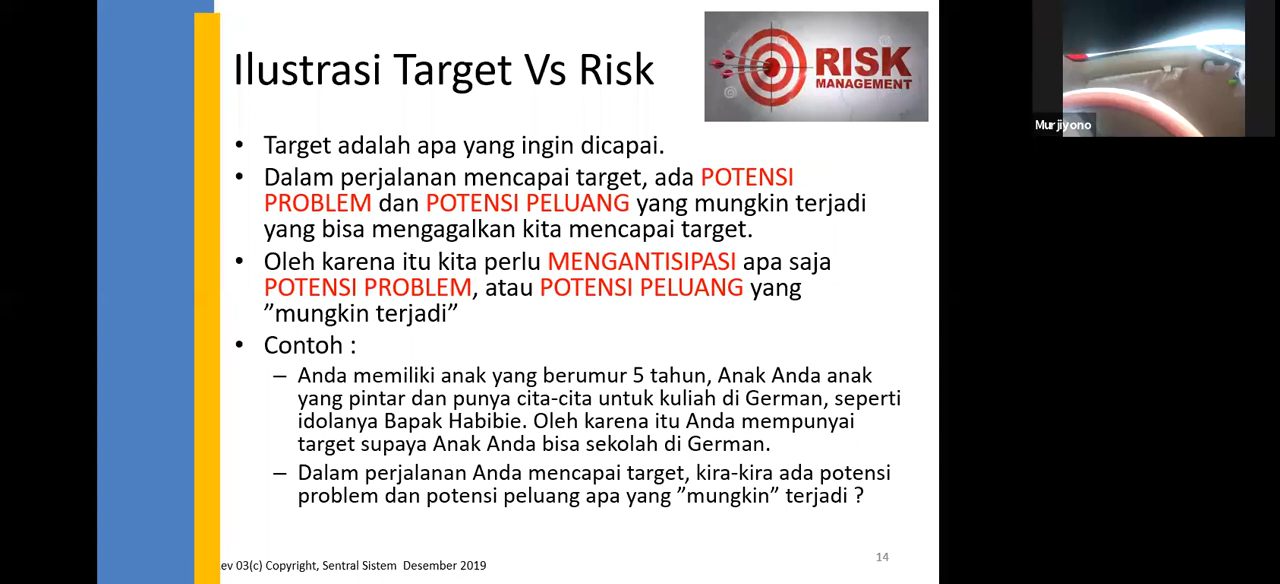 Ilustrasi Target Vs Risk
RISK
MANAGEMENT
Murjiyono
• Target adalah apa yang ingin dicapai.
• Dalam perjalanan mencapai target, ada POTENSI
PROBLEM dan POTENSI PELUANG yang mungkin terjadi
yang bisa mengagalkan kita mencapai target.
• Oleh karena itu kita perlu MENGANTISIPASI apa saja
POTENSI PROBLEM, atau POTENSI PELUANG yang
”mungkin terjadi”
• Contoh :
– Anda memiliki anak yang berumur 5 tahun, Anak Anda anak
yang pintar dan punya cita-cita untuk kuliah di German, seperti
idolanya Bapak Habibie. Oleh karena itu Anda mempunyai
target supaya Anak Anda bisa sekolah di German.
– Dalam perjalanan Anda mencapai target, kira-kira ada potensi
problem dan potensi peluang apa yang ”mungkin” terjadi ?
14
ev 03(c) Copyright, Sentral Sistem Desember 2019